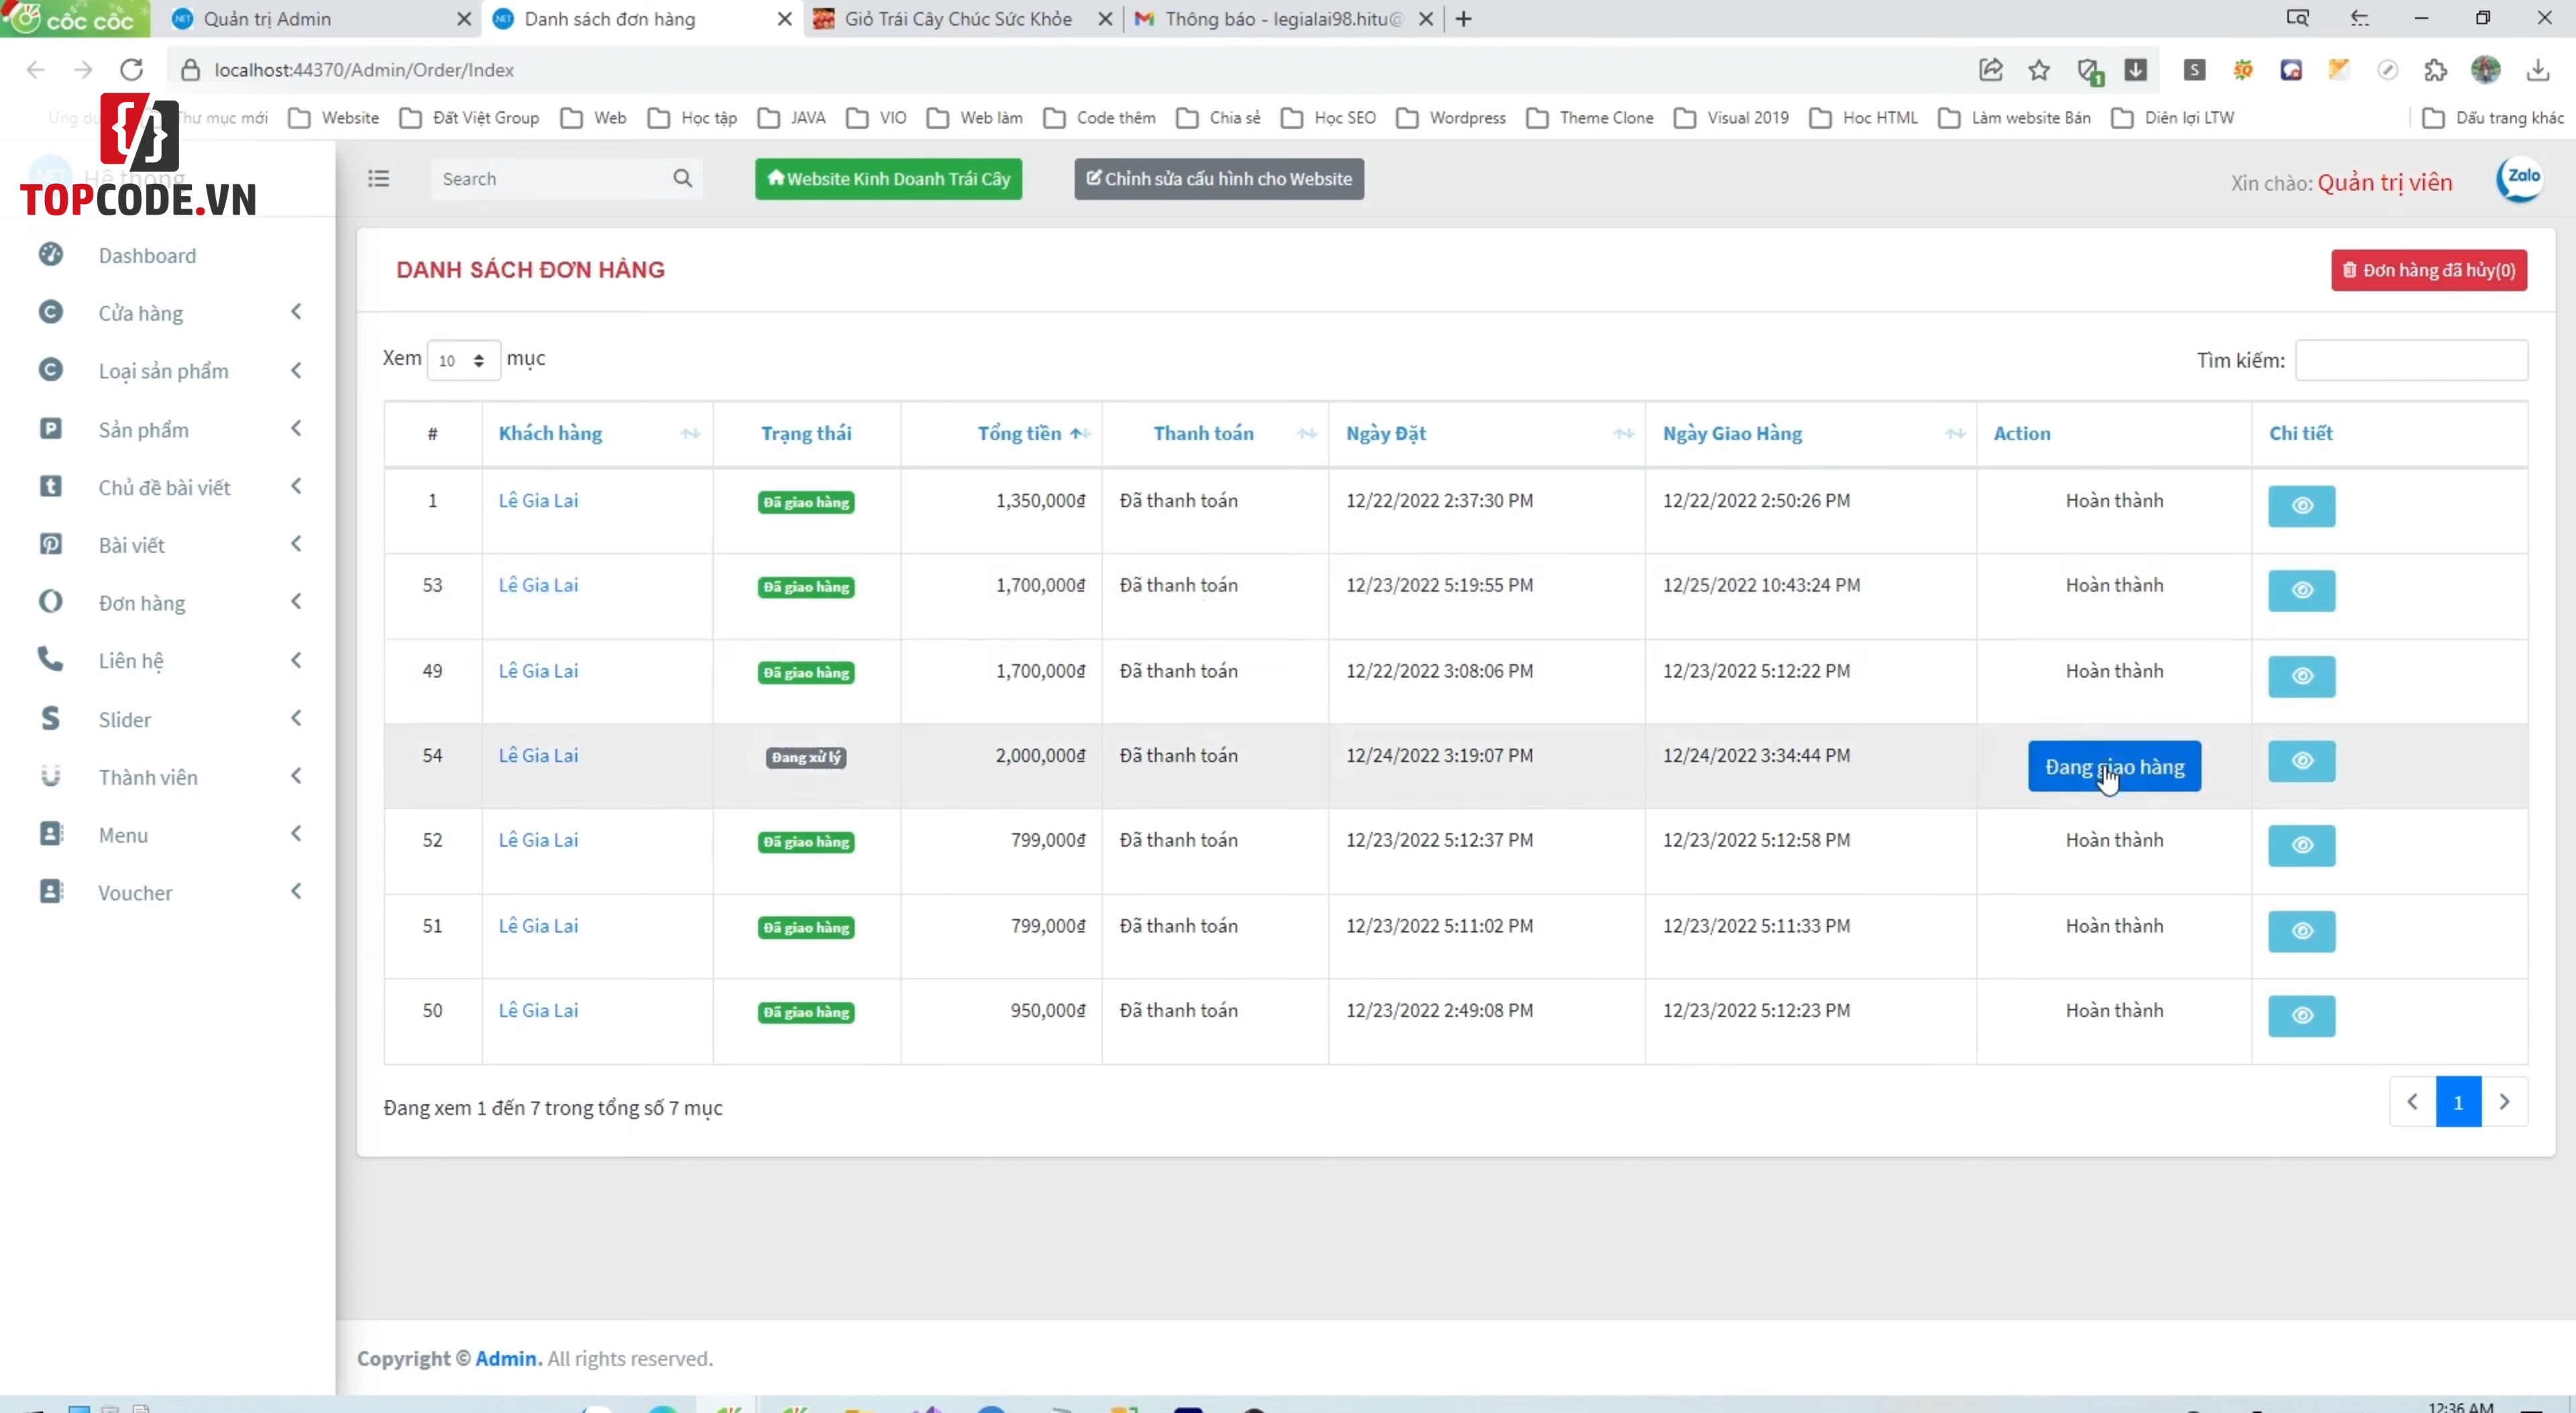 cốc cốc
Quản trị Admin
Danh sách đơn hàng
Giỏ Trái Cây Chúc Sức Khỏe
Thông báo - legialai98.hitu@
localhost:44370/Admin/Order/Index
Ứng dụ
Thư mục mới
Website
Đất Việt Group
Web
Học tập
JAVA
VIO
Web làm
Code thêm
Chia sẻ
Học SEO
Wordpress
Theme Clone
Visual 2019
Hoc HTML
Làm website Bán
Diên lợi LTW
Dấu trang khác
Hệ thống
TOPCODE.VN
Search
Website Kinh Doanh Trái Cây
Chỉnh sửa cấu hình cho Website
Xin chào: Quản trị viên
Zalo
Dashboard
Cửa hàng
Loại sản phẩm
Sản phẩm
Chủ đề bài viết
Bài viết
Đơn hàng
Liên hệ
Slider
Thành viên
Menu
Voucher
DANH SÁCH ĐƠN HÀNG
Đơn hàng đã hủy(0)
Xem 10 mục
Tìm kiếm:
# Khách hàng Trạng thái Tổng tiền Thanh toán Ngày Đặt Ngày Giao Hàng Action Chi tiết
1 Lê Gia Lai Đã giao hàng 1,350,000₫ Đã thanh toán 12/22/2022 2:37:30 PM 12/22/2022 2:50:26 PM Hoàn thành
53 Lê Gia Lai Đã giao hàng 1,700,000₫ Đã thanh toán 12/23/2022 5:19:55 PM 12/25/2022 10:43:24 PM Hoàn thành
49 Lê Gia Lai Đã giao hàng 1,700,000₫ Đã thanh toán 12/22/2022 3:08:06 PM 12/23/2022 5:12:22 PM Hoàn thành
54 Lê Gia Lai Đang xử lý 2,000,000₫ Đã thanh toán 12/24/2022 3:19:07 PM 12/24/2022 3:34:44 PM Đang giao hàng
52 Lê Gia Lai Đã giao hàng 799,000₫ Đã thanh toán 12/23/2022 5:12:37 PM 12/23/2022 5:12:58 PM Hoàn thành
51 Lê Gia Lai Đã giao hàng 799,000₫ Đã thanh toán 12/23/2022 5:11:02 PM 12/23/2022 5:11:33 PM Hoàn thành
50 Lê Gia Lai Đã giao hàng 950,000₫ Đã thanh toán 12/23/2022 2:49:08 PM 12/23/2022 5:12:23 PM Hoàn thành
Đang xem 1 đến 7 trong tổng số 7 mục
1
Copyright © Admin. All rights reserved.
12:36 AM